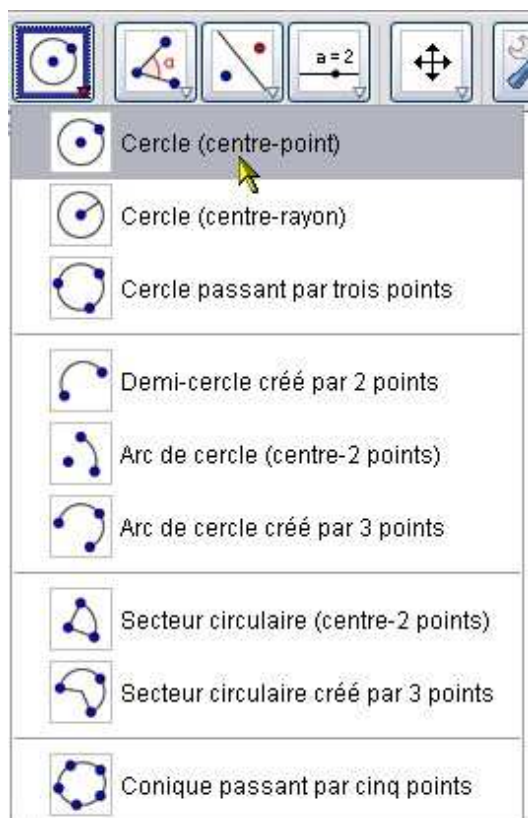 α
a = 2
Cercle (centre-point)
Cercle (centre-rayon)
Cercle passant par trois points
Demi-cercle créé par 2 points
Arc de cercle (centre-2 points)
Arc de cercle créé par 3 points
Secteur circulaire (centre-2 points)
Secteur circulaire créé par 3 points
Conique passant par cinq points